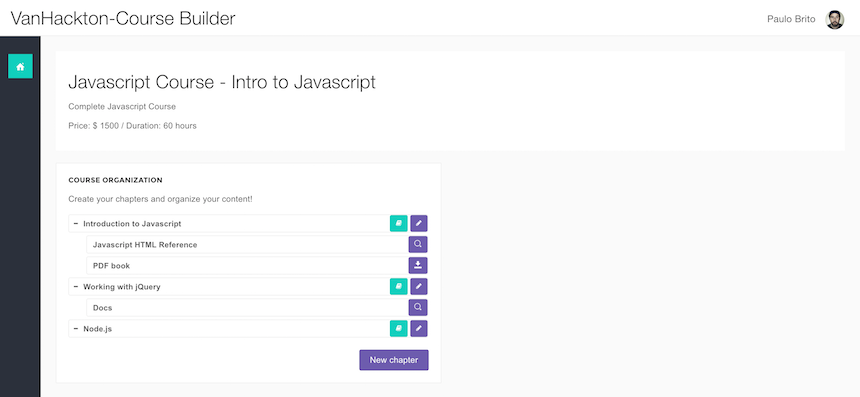 VanHackton-Course Builder
Paulo Brito
Javascript Course - Intro to Javascript
Complete Javascript Course
Price: $ 1500 / Duration: 60 hours
COURSE ORGANIZATION
Create your chapters and organize your content!
− Introduction to Javascript
Javascript HTML Reference
PDF book
− Working with jQuery
Docs
− Node.js
New chapter